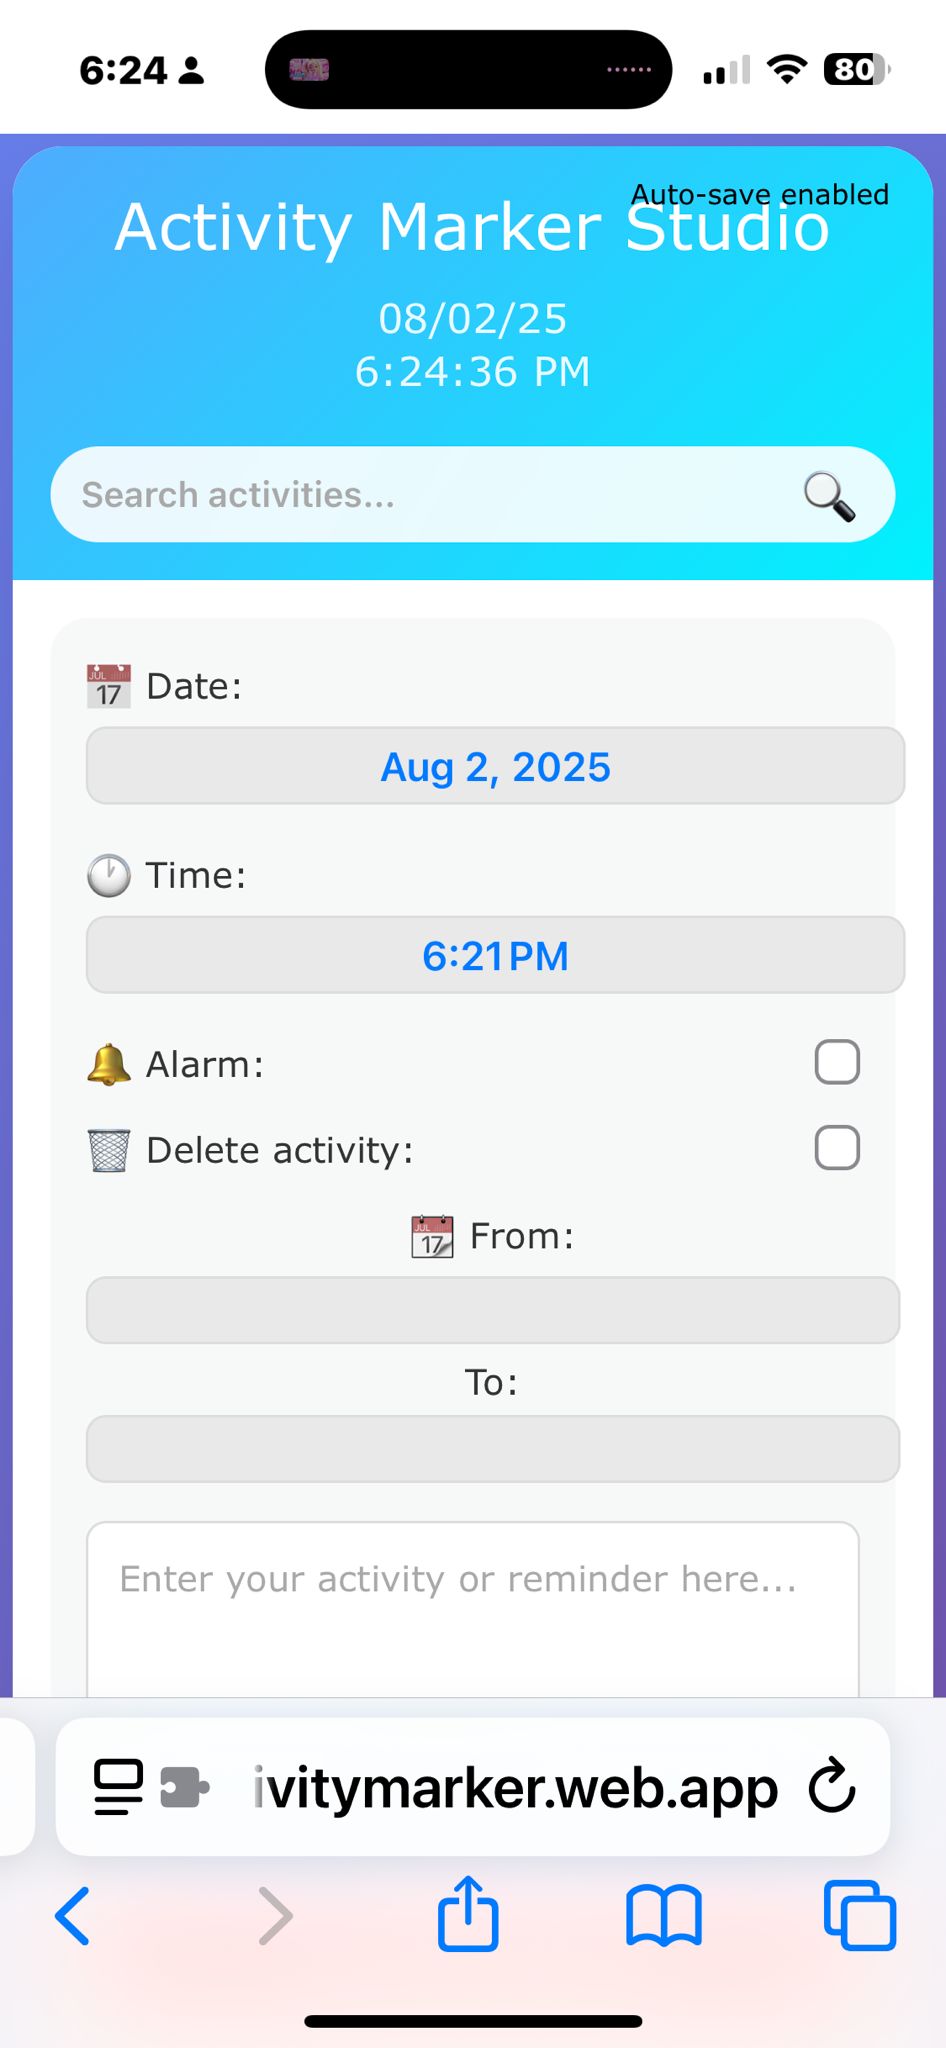 6:24
80
Auto-save enabled
Activity Marker Studio
08/02/25
6:24:36 PM
Search activities...
JUL
17
Date:
Aug 2, 2025
Time:
6:21 PM
Alarm:
Delete activity:
JUL
17
From:
To:
Enter your activity or reminder here...
ivitymarker.web.app